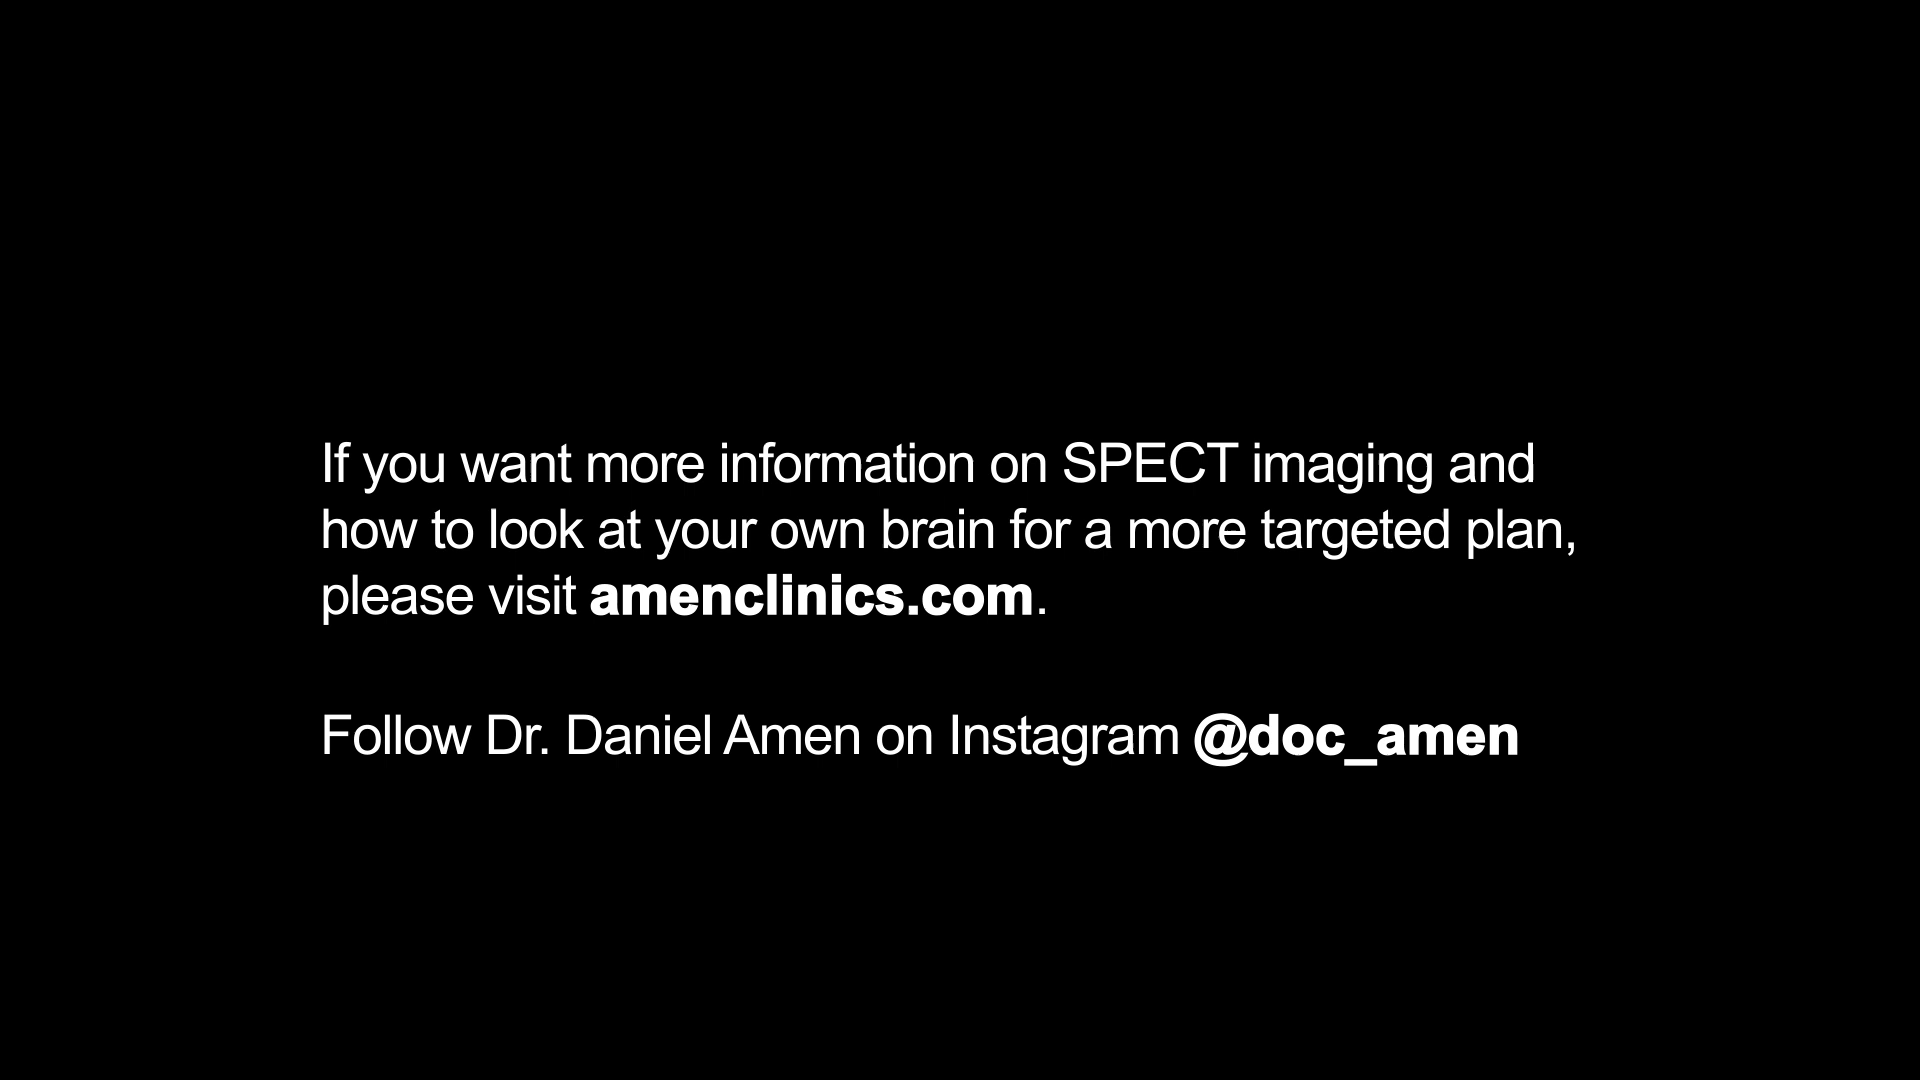 If you want more information on SPECT imaging and
how to look at your own brain for a more targeted plan,
please visit amenclinics.com.
Follow Dr. Daniel Amen on Instagram @doc_amen